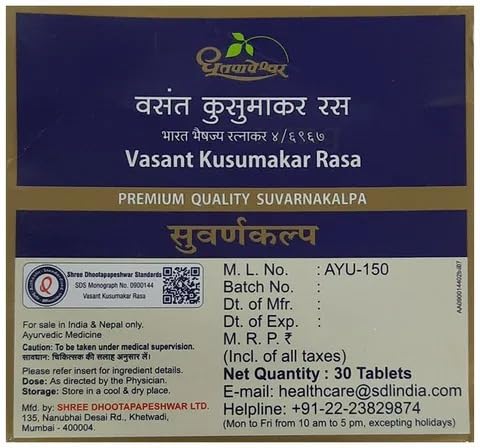 धूतपापेश्वर
वसंत कुसुमाकर रस
भारत भैषज्य रत्नाकर ४/६९६७
Vasant Kusumakar Rasa
PREMIUM QUALITY SUVARNAKALPA
सुवर्णकल्प
Shree Dhootapapeshwar Standards
SDS Monograph No. 0900144
Vasant Kusumakar Rasa
For sale in India & Nepal only.
Ayurvedic Medicine
Caution: To be taken under medical supervision.
सावधान: चिकित्सक की सलाह अनुसार लें।
Please refer insert for ingredient details.
Dose: As directed by the Physician.
Storage: Store in a cool & dry place.
Mfd. by: SHREE DHOOTAPAPESHWAR LTD.
135, Nanubhai Desai Rd., Khetwadi,
Mumbai - 400004.
M. L. No. : AYU-150
Batch No. :
Dt. of Mfr. :
Dt. of Exp. :
M. R. P. ₹
(Incl. of all taxes)
Net Quantity : 30 Tablets
E-mail: healthcare@sdlindia.com
Helpline: +91-22-23829874
(Mon to Fri from 10 am to 5 pm, excepting holidays)